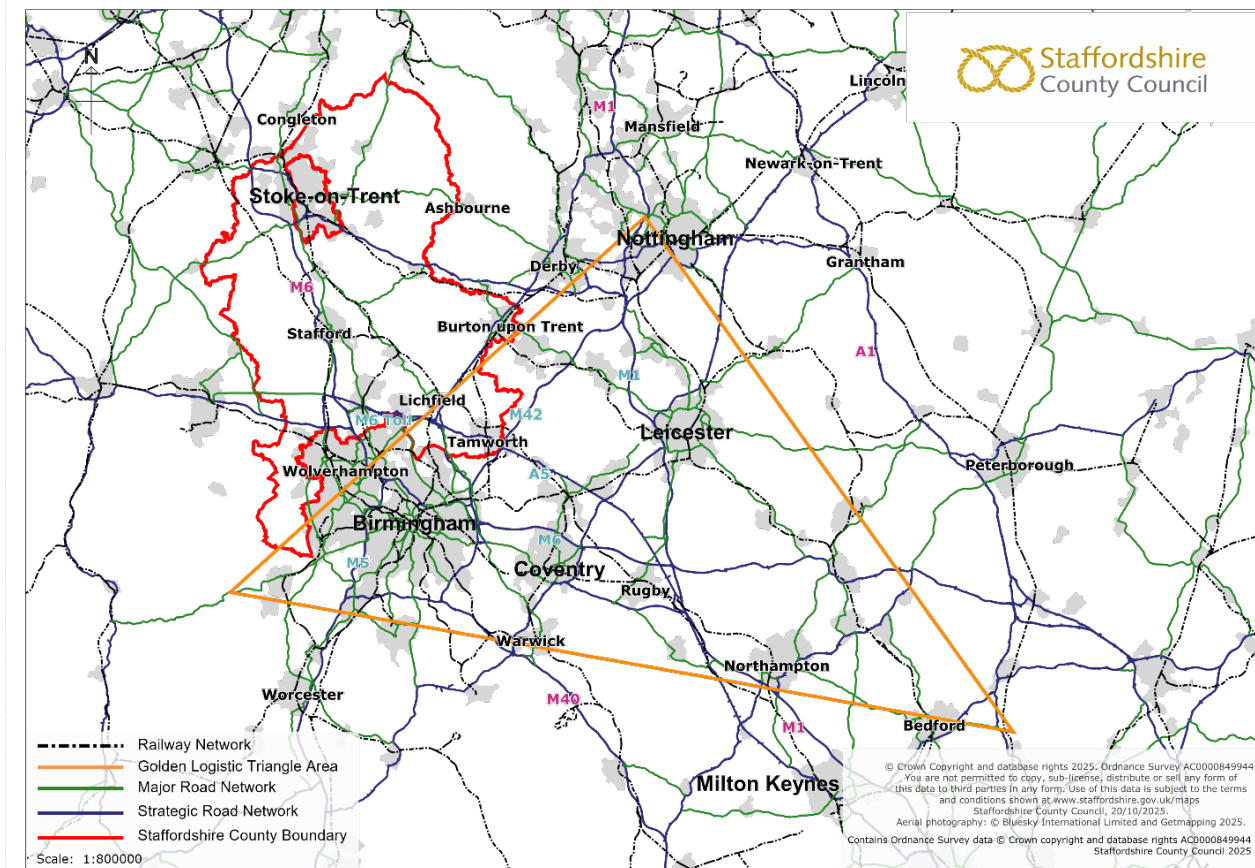 N
Staffordshire
County Council
Lincoln
M1
Congleton
Mansfield
Newark-on-Trent
Stoke-on-Trent
Ashbourne
Nottingham
Grantham
Derby
M6
Burton upon Trent
Stafford
A1
M1
Lichfield
M42
M6 Toll
Leicester
Tamworth
Peterborough
Wolverhampton
A5
Birmingham
M6
M5
Coventry
Rugby
Warwick
Northampton
Worcester
M40
Bedford
M1
Milton Keynes
Railway Network
Golden Logistic Triangle Area
Major Road Network
Strategic Road Network
Staffordshire County Boundary
Scale: 1:800000
© Crown Copyright and database rights 2025. Ordnance Survey AC0000849944.
You are not permitted to copy, sub-license, distribute or sell any form of
this data to third parties in any form. Use of this data is subject to the terms
and conditions shown at www.staffordshire.gov.uk/maps
Staffordshire County Council, 20/10/2025.
Aerial photography: © Bluesky International Limited and Getmapping 2025.
Contains Ordnance Survey data © Crown copyright and database rights AC0000849944
Staffordshire County Council 2025